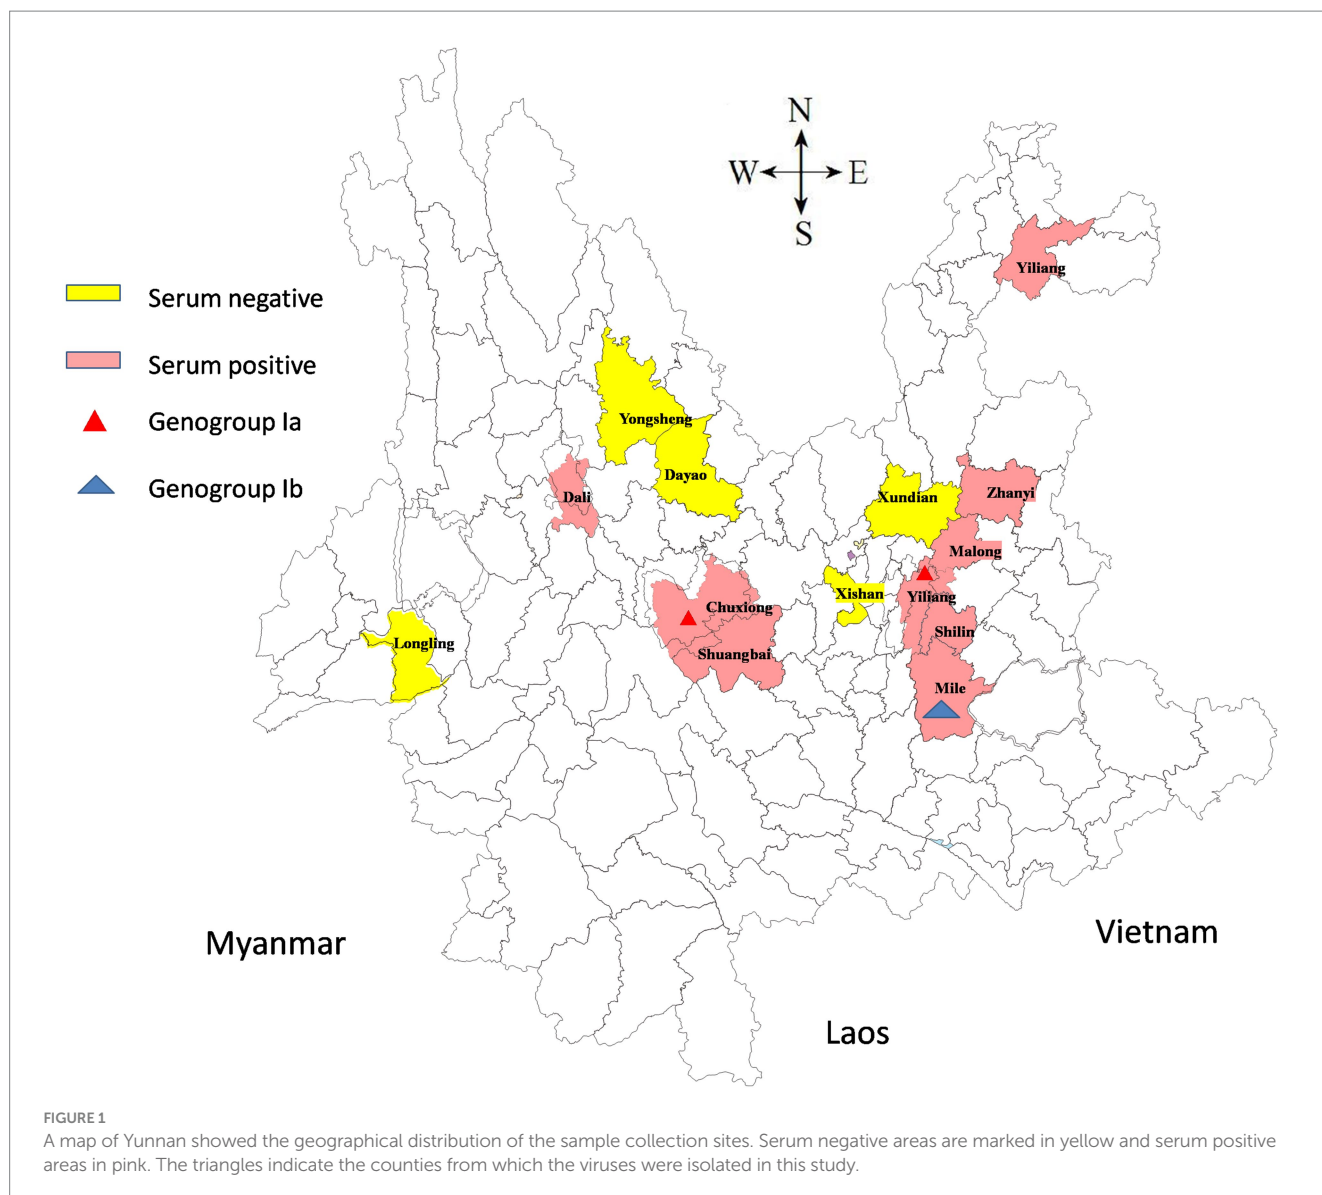 N
W E
S
Yiliang
Serum negative
Serum positive
Genogroup Ia
Genogroup Ib
Yongsheng
Dayao
Dali
Xundian
Zhanyi
Malong
Xishan
Yiliang
Chuxiong
Shilin
Longling
Shuangbai
Mile
Myanmar
Vietnam
Laos
FIGURE 1
A map of Yunnan showed the geographical distribution of the sample collection sites. Serum negative areas are marked in yellow and serum positive
areas in pink. The triangles indicate the counties from which the viruses were isolated in this study.